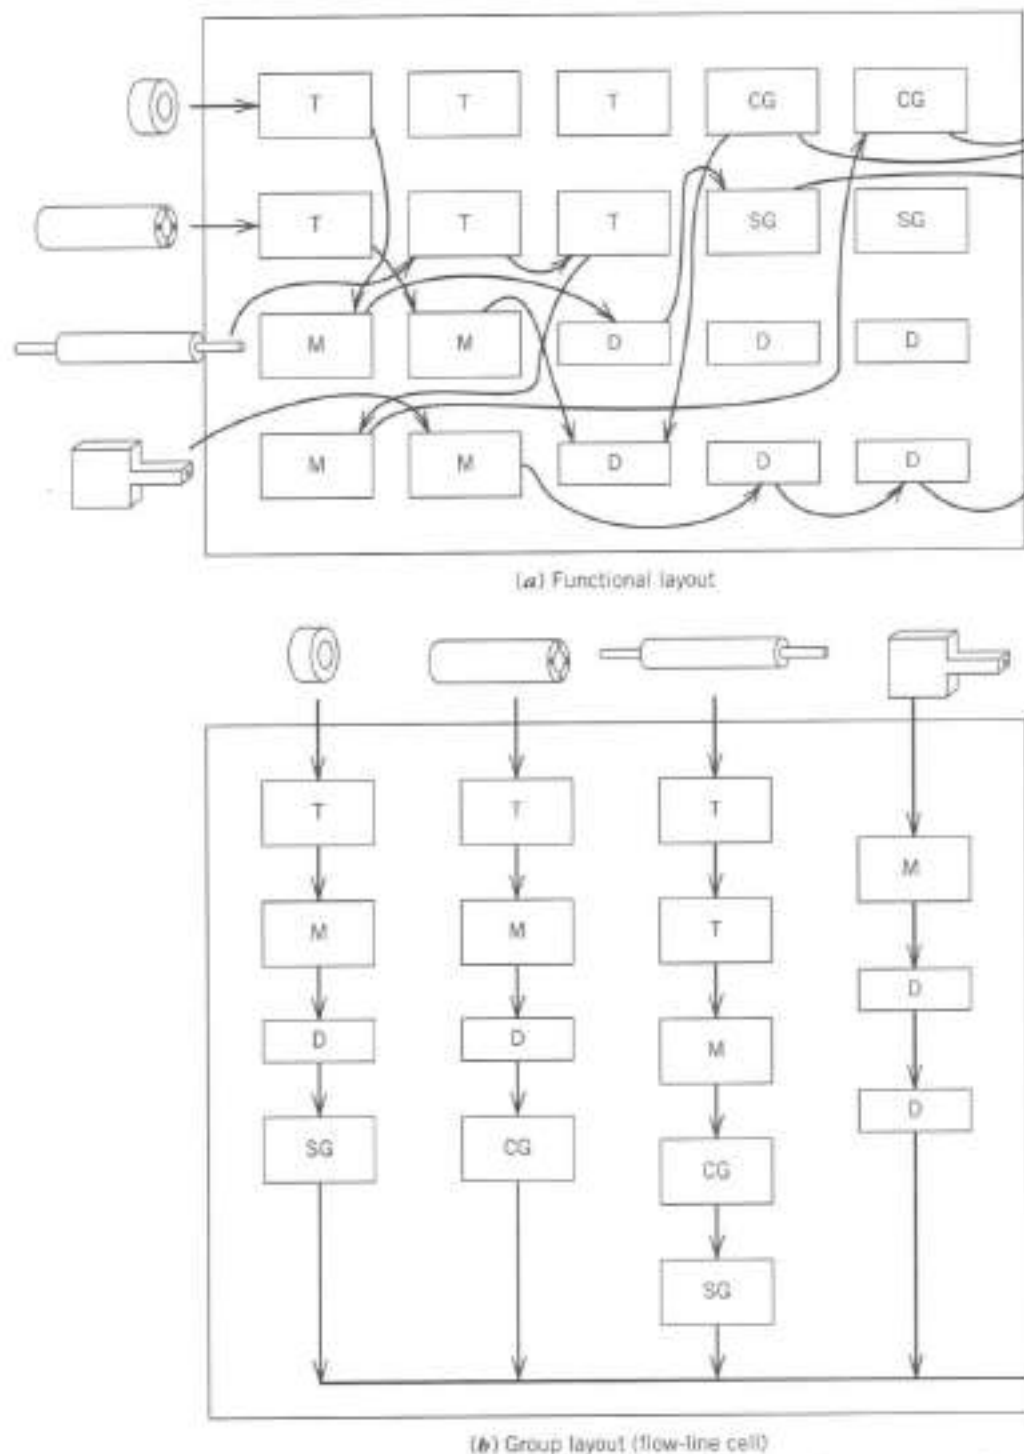 T T T CG CG
T T T SG SG
M M D D D
M M D D D
(a) Functional layout
T T T
M
M M T
D
D D M
D
SG CG CG
SG
(b) Group layout (flow-line cell)